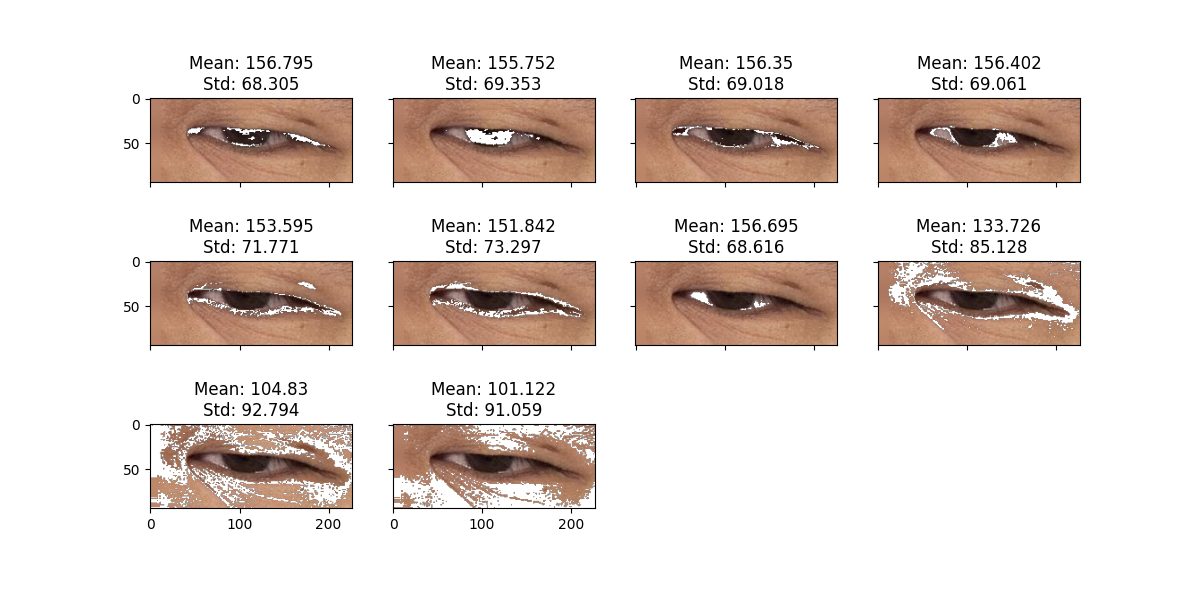 Mean: 156.795
Std: 68.305
Mean: 155.752
Std: 69.353
Mean: 156.35
Std: 69.018
Mean: 156.402
Std: 69.061
0
50
Mean: 153.595
Std: 71.771
Mean: 151.842
Std: 73.297
Mean: 156.695
Std: 68.616
Mean: 133.726
Std: 85.128
0
50
Mean: 104.83
Std: 92.794
Mean: 101.122
Std: 91.059
0
50
0
100
200
0
100
200